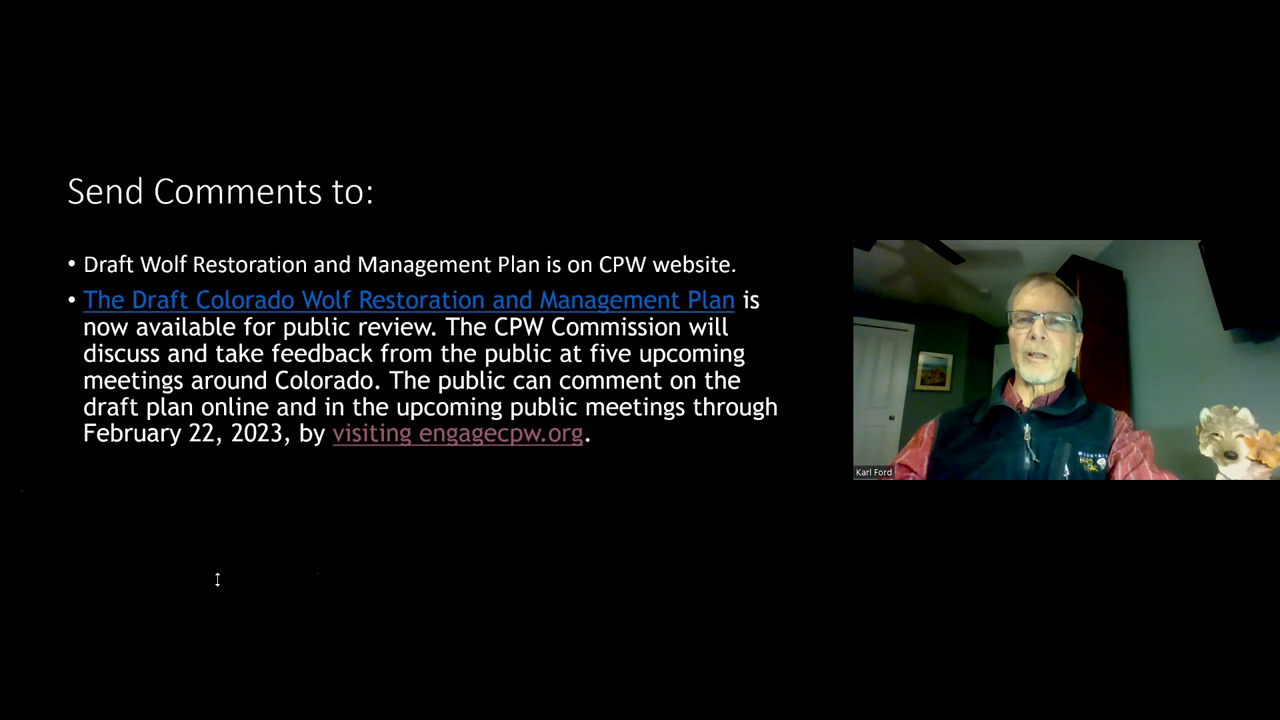 Send Comments to:
• Draft Wolf Restoration and Management Plan is on CPW website.
• The Draft Colorado Wolf Restoration and Management Plan is
now available for public review. The CPW Commission will
discuss and take feedback from the public at five upcoming
meetings around Colorado. The public can comment on the
draft plan online and in the upcoming public meetings through
February 22, 2023, by visiting engagecpw.org.
Karl Ford